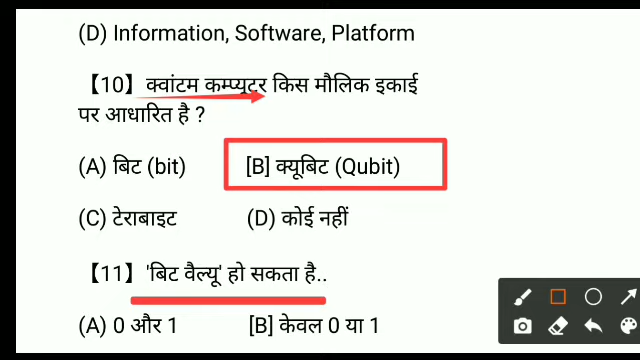 (D) Information, Software, Platform
【10】 क्वांटम कम्प्यूटर किस मौलिक इकाई
पर आधारित है ?
(A) बिट (bit) [B] क्यूबिट (Qubit)
(C) टेराबाइट (D) कोई नहीं
【11】 'बिट वैल्यू' हो सकता है..
(A) 0 और 1 [B] केवल 0 या 1